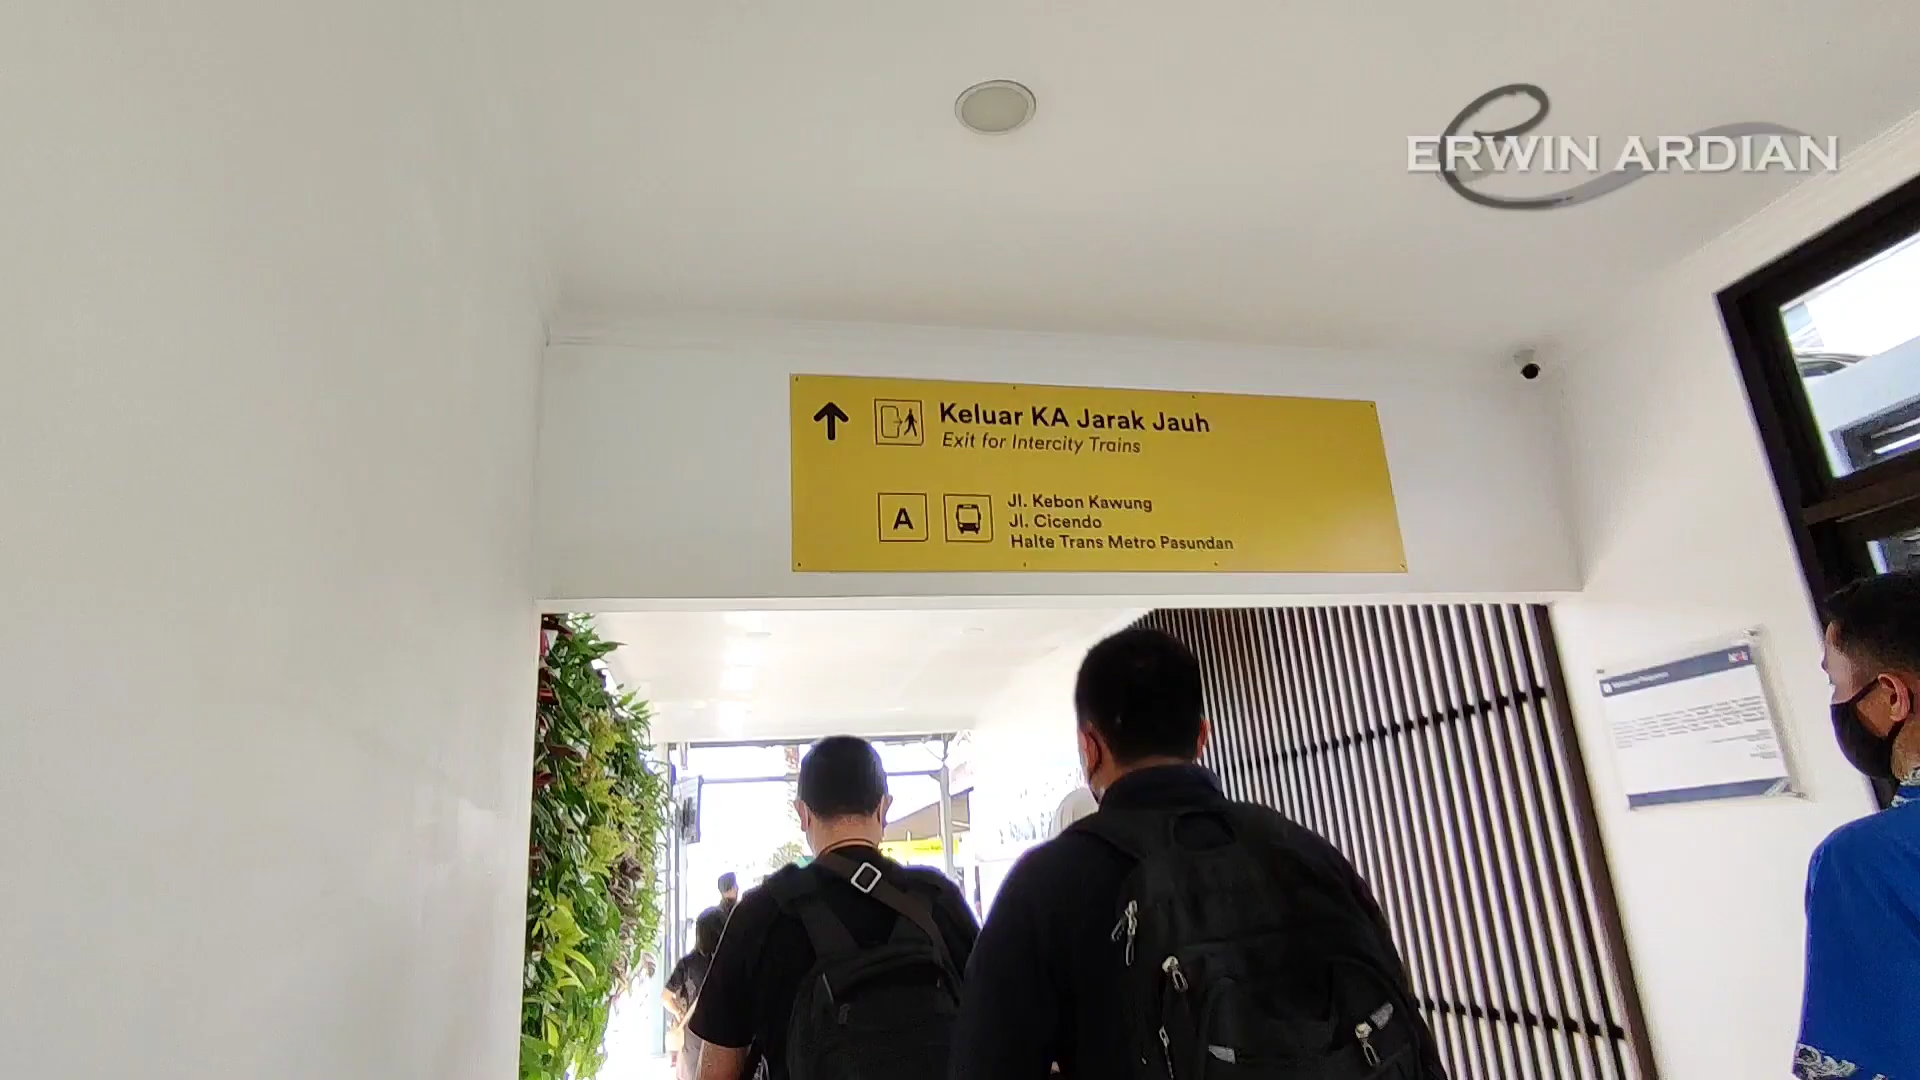 ERWIN ARDIAN
Keluar KA Jarak Jauh
Exit for Intercity Trains
A
Jl. Kebon Kawung
Jl. Cicendo
Halte Trans Metro Pasundan